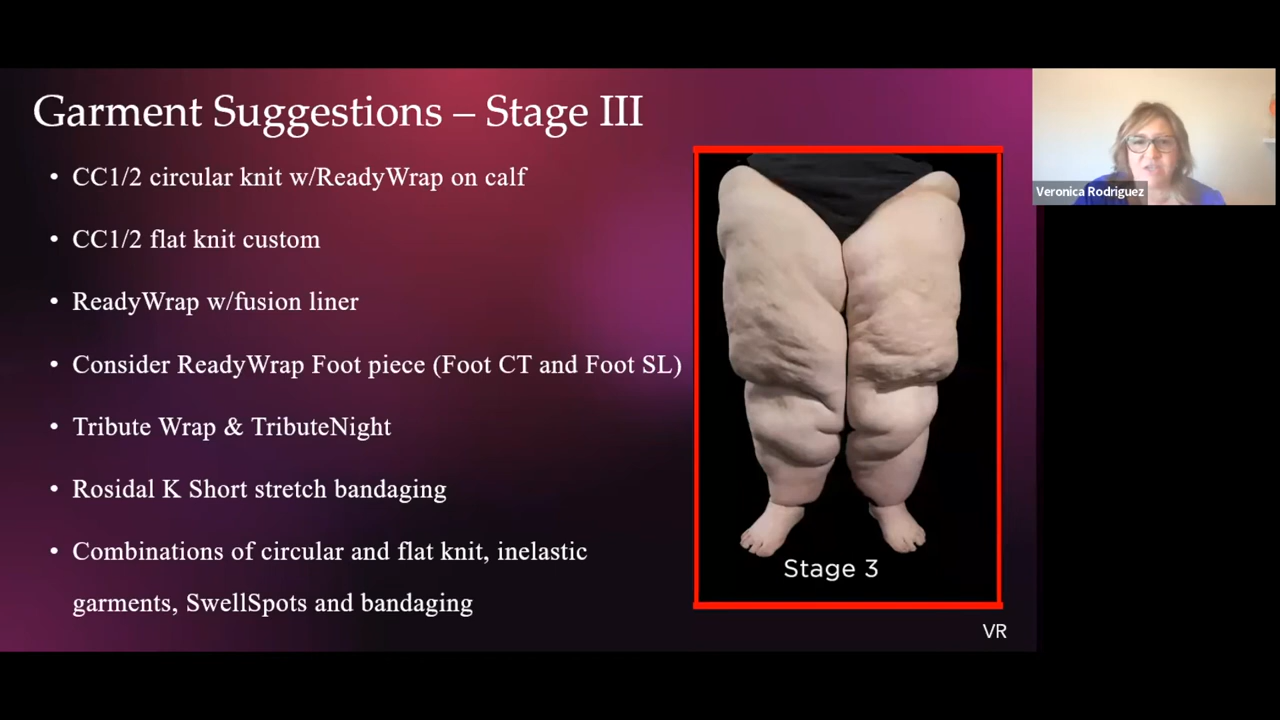 Garment Suggestions – Stage III
• CC1/2 circular knit w/ReadyWrap on calf
• CC1/2 flat knit custom
• ReadyWrap w/fusion liner
• Consider ReadyWrap Foot piece (Foot CT and Foot SL)
• Tribute Wrap & TributeNight
• Rosidal K Short stretch bandaging
• Combinations of circular and flat knit, inelastic
garments, SwellSpots and bandaging
Stage 3
VR
Veronica Rodriguez